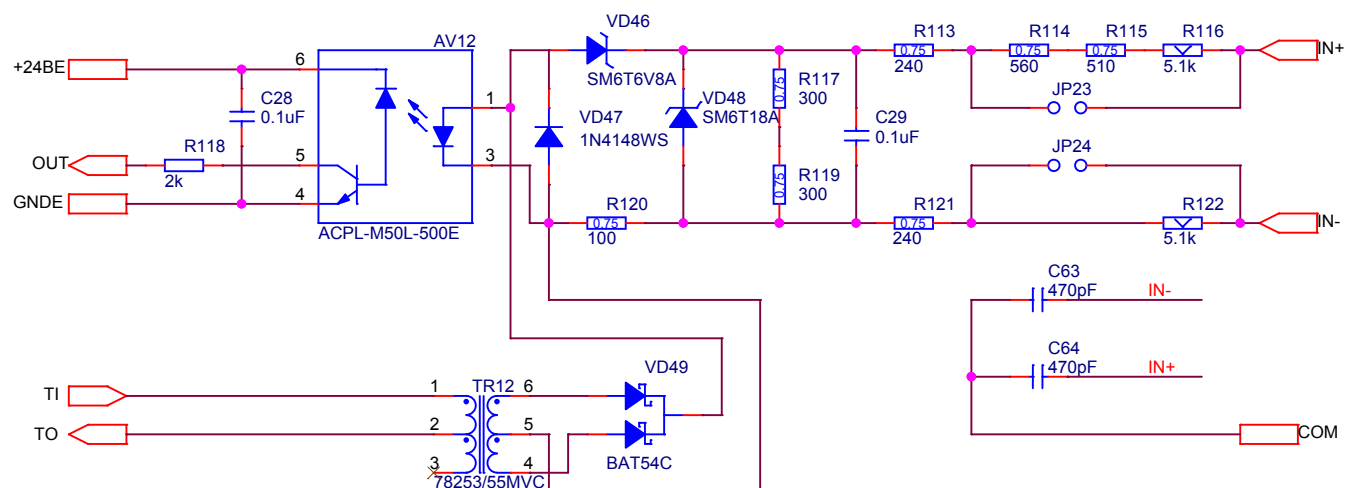 VD46
SM6T6V8A
AV12
+24BE
6
C28
0.1uF
1
OUT
R118
2k
5
3
GNDE
4
ACPL-M50L-500E
VD47
1N4148WS
VD48
SM6T18A
R117
0.75
300
R119
0.75
300
C29
0.1uF
R113
0.75
240
R114
0.75
560
R115
0.75
510
R116
5.1k
IN+
JP23
JP24
R120
0.75
100
R121
0.75
240
R122
5.1k
IN-
C63
470pF
IN-
C64
470pF
IN+
COM
VD49
BAT54C
TI
1
TR12
6
TO
2
5
3
4
78253/55MVC